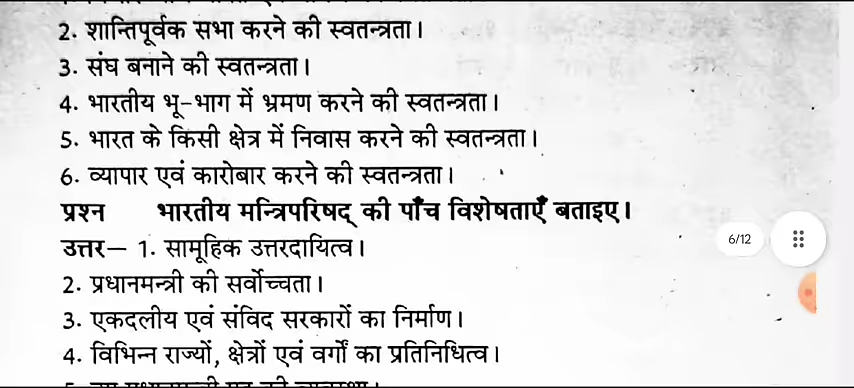 2. शान्तिपूर्वक सभा करने की स्वतन्त्रता।
3. संघ बनाने की स्वतन्त्रता।
4. भारतीय भू-भाग में भ्रमण करने की स्वतन्त्रता।
5. भारत के किसी क्षेत्र में निवास करने की स्वतन्त्रता।
6. व्यापार एवं कारोबार करने की स्वतन्त्रता।
प्रश्न भारतीय मन्त्रिपरिषद् की पाँच विशेषताएँ बताइए।
6/12
उत्तर— 1. सामूहिक उत्तरदायित्व।
2. प्रधानमन्त्री की सर्वोच्चता।
3. एकदलीय एवं संविद सरकारों का निर्माण।
4. विभिन्न राज्यों, क्षेत्रों एवं वर्गों का प्रतिनिधित्व।